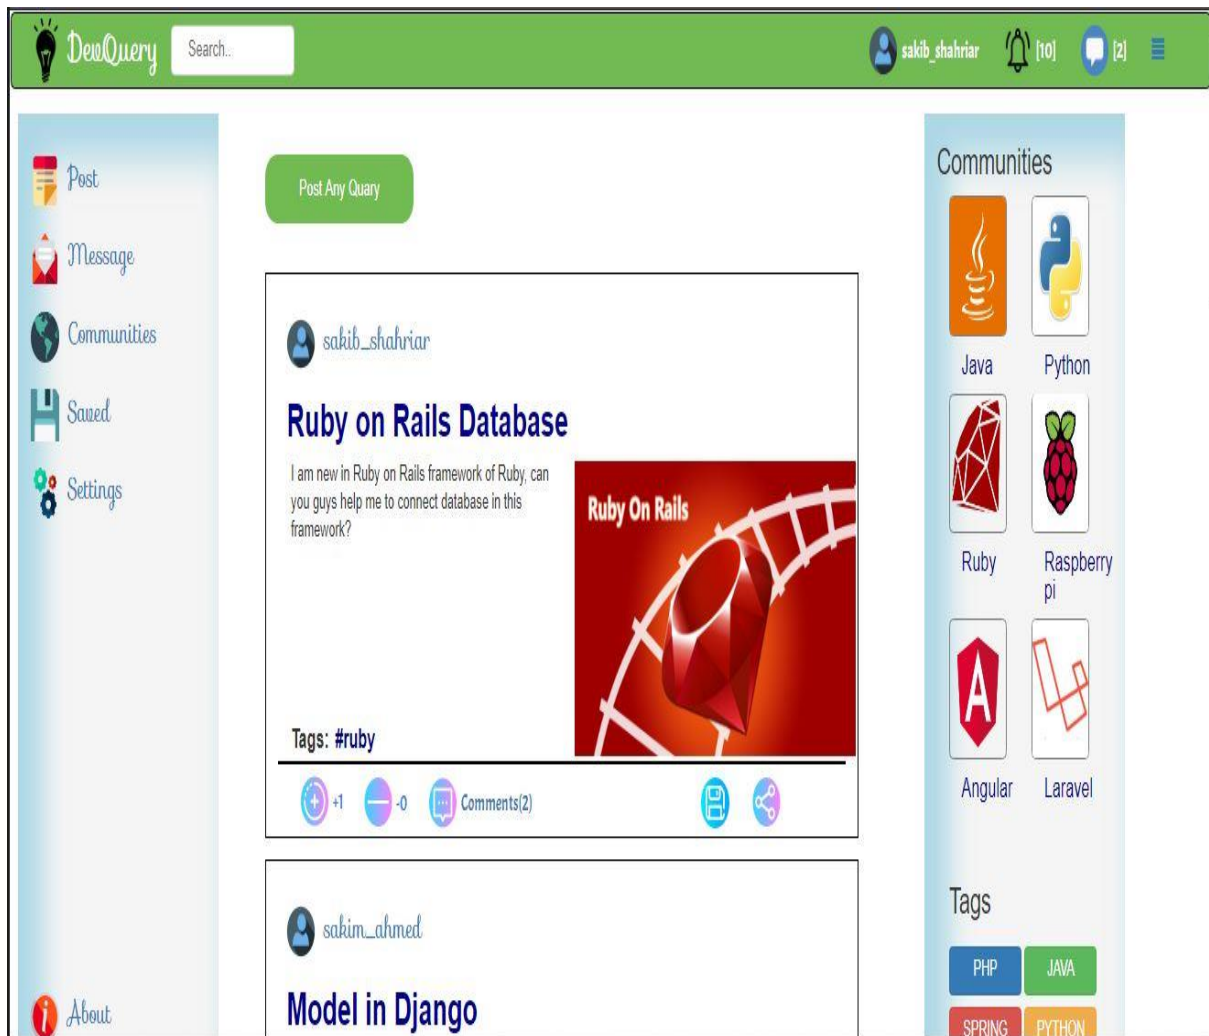 DevQuery
Search..
sakib_shahriar
[10]
[2]
Post
Message
Communities
Saved
Settings
About
Post Any Quary
sakib_shahriar
Ruby on Rails Database
I am new in Ruby on Rails framework of Ruby, can
you guys help me to connect database in this
framework?
Ruby On Rails
Tags: #ruby
+1
-0
Comments(2)
sakim_ahmed
Model in Django
Communities
Java
Python
Ruby
Raspberry
pi
Angular
Laravel
Tags
PHP
JAVA
SPRING
PYTHON